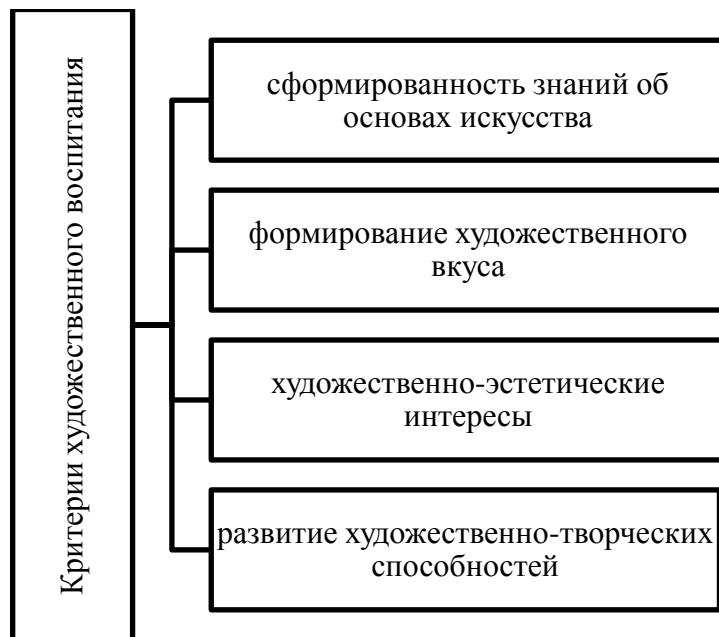 Критерии художественного воспитания
сформированность знаний об
основах искусства
формирование художественного
вкуса
художественно-эстетические
интересы
развитие художественно-творческих
способностей